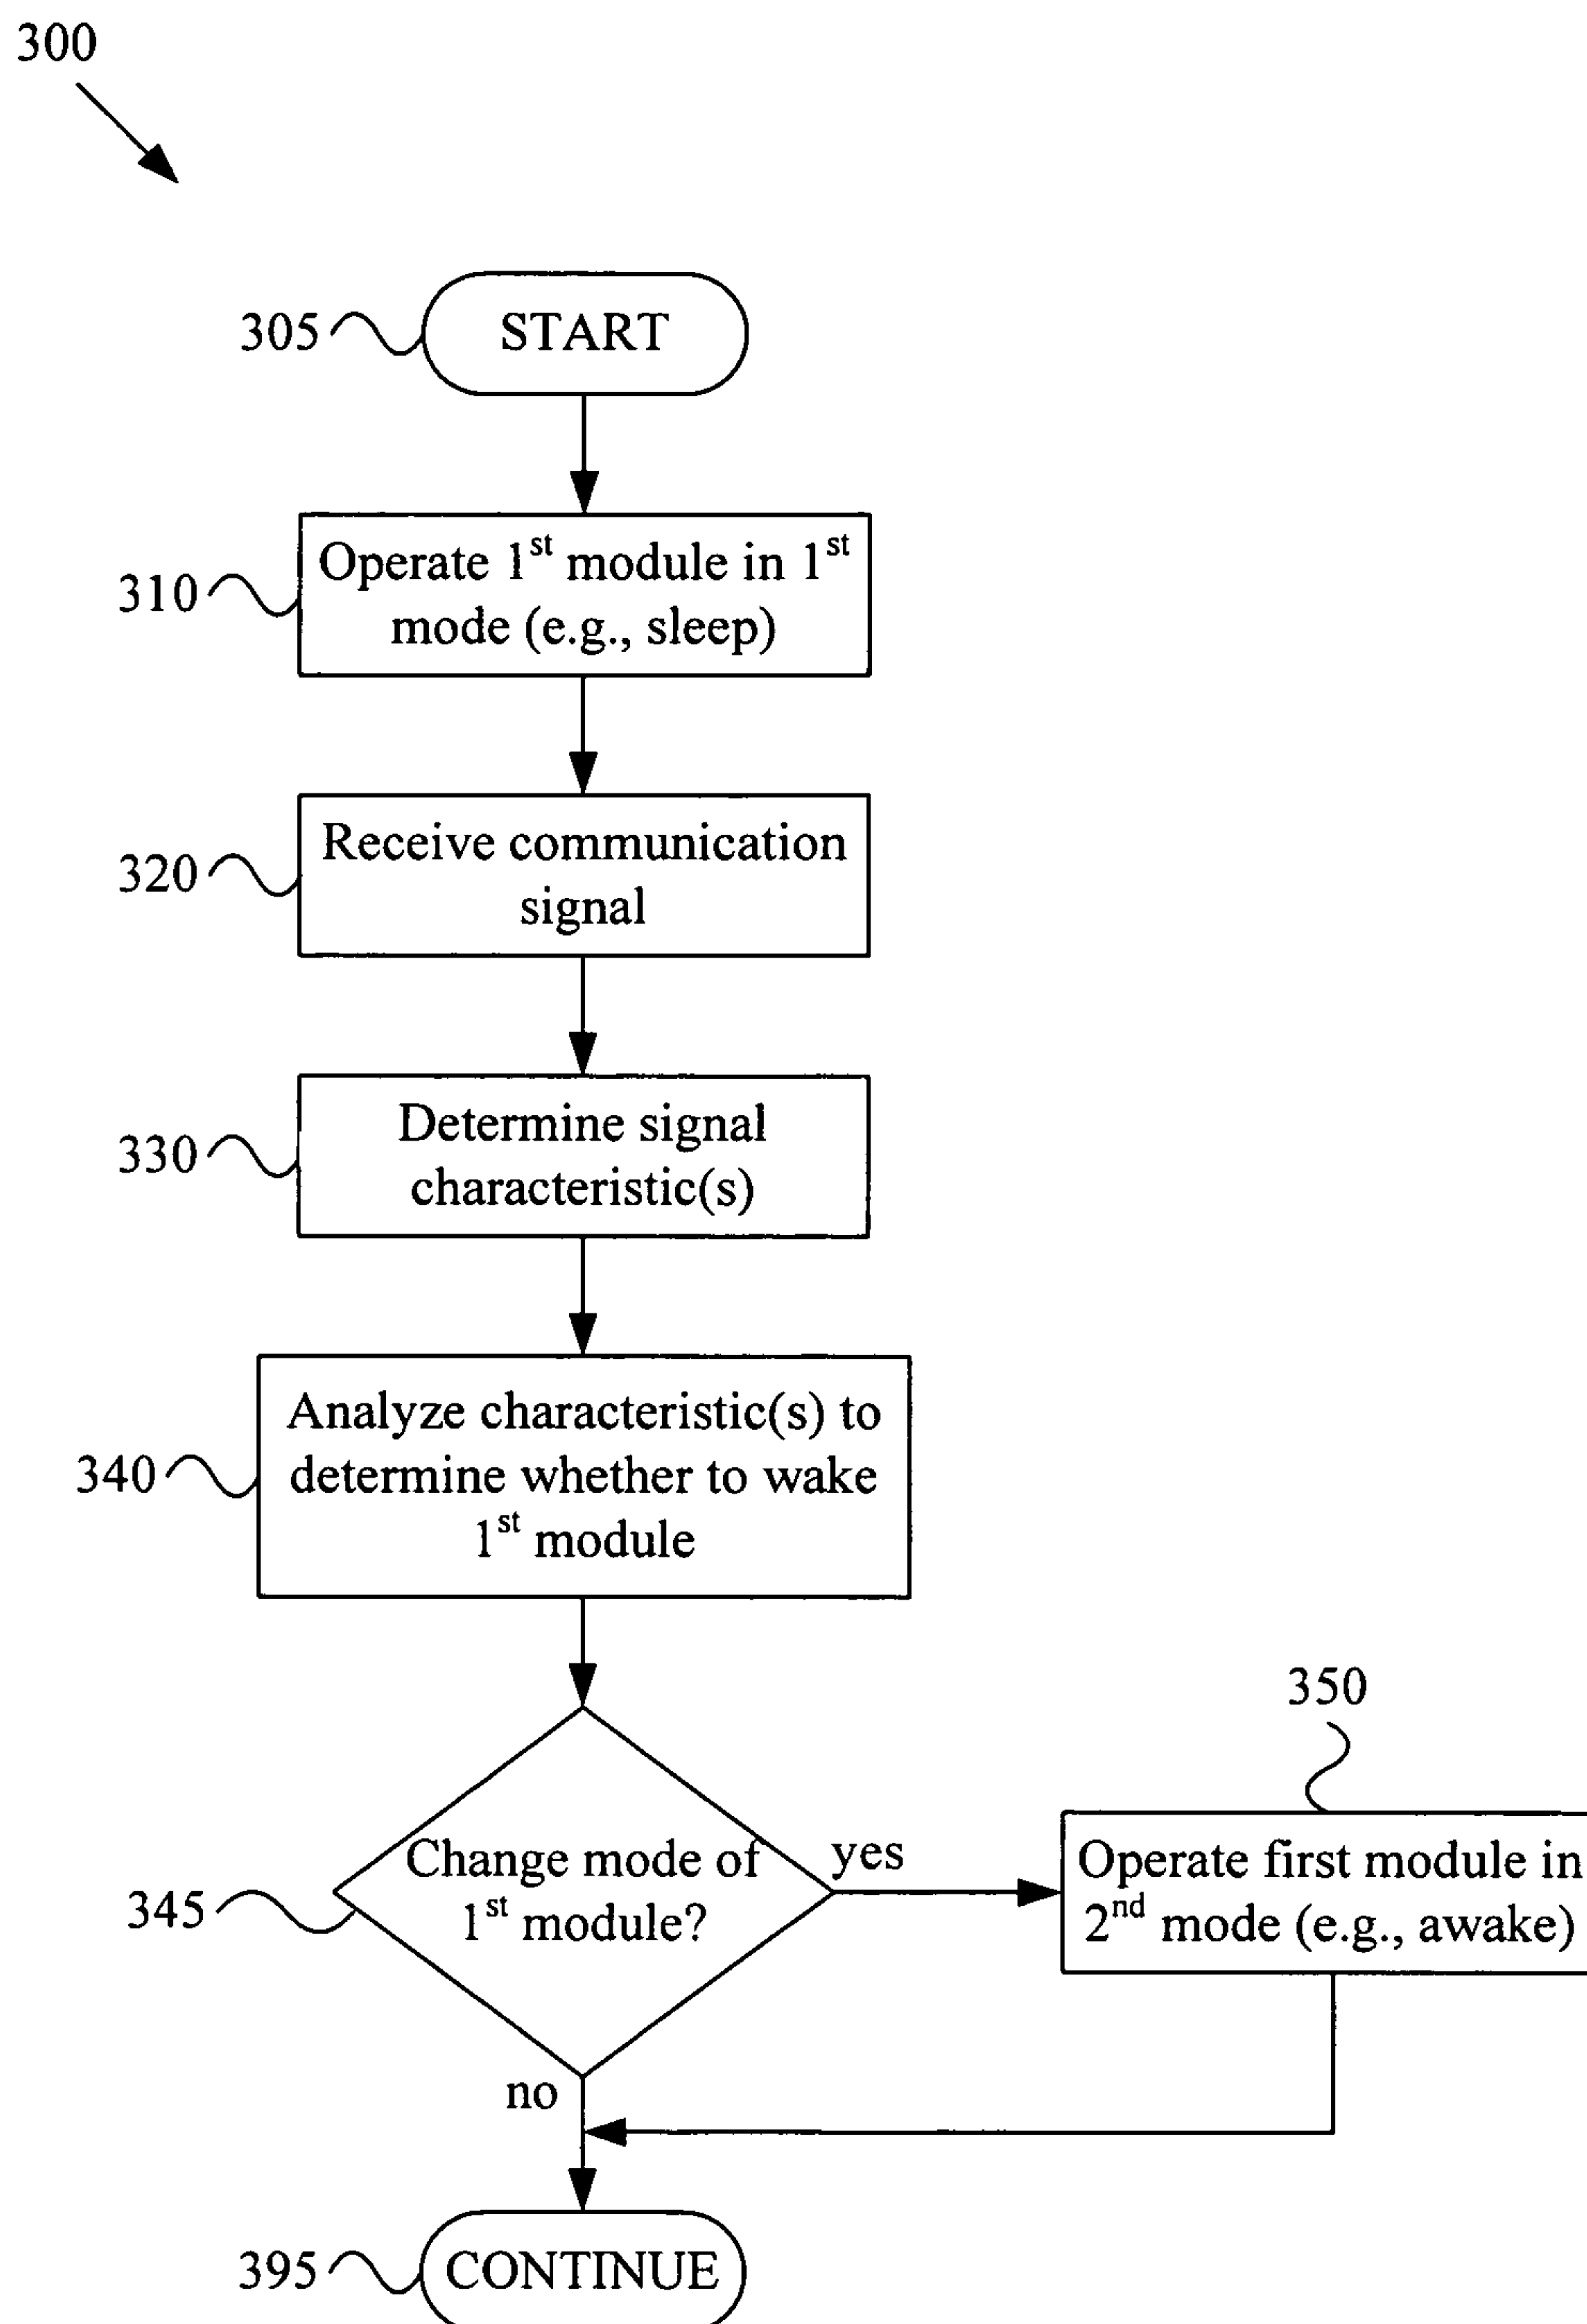 300
305
START
310
Operate 1st module in 1st
mode (e.g., sleep)
320
Receive communication
signal
330
Determine signal
characteristic(s)
340
Analyze characteristic(s) to
determine whether to wake
1st module
345
Change mode of
1st module?
yes
350
Operate first module in
2nd mode (e.g., awake)
no
395
CONTINUE